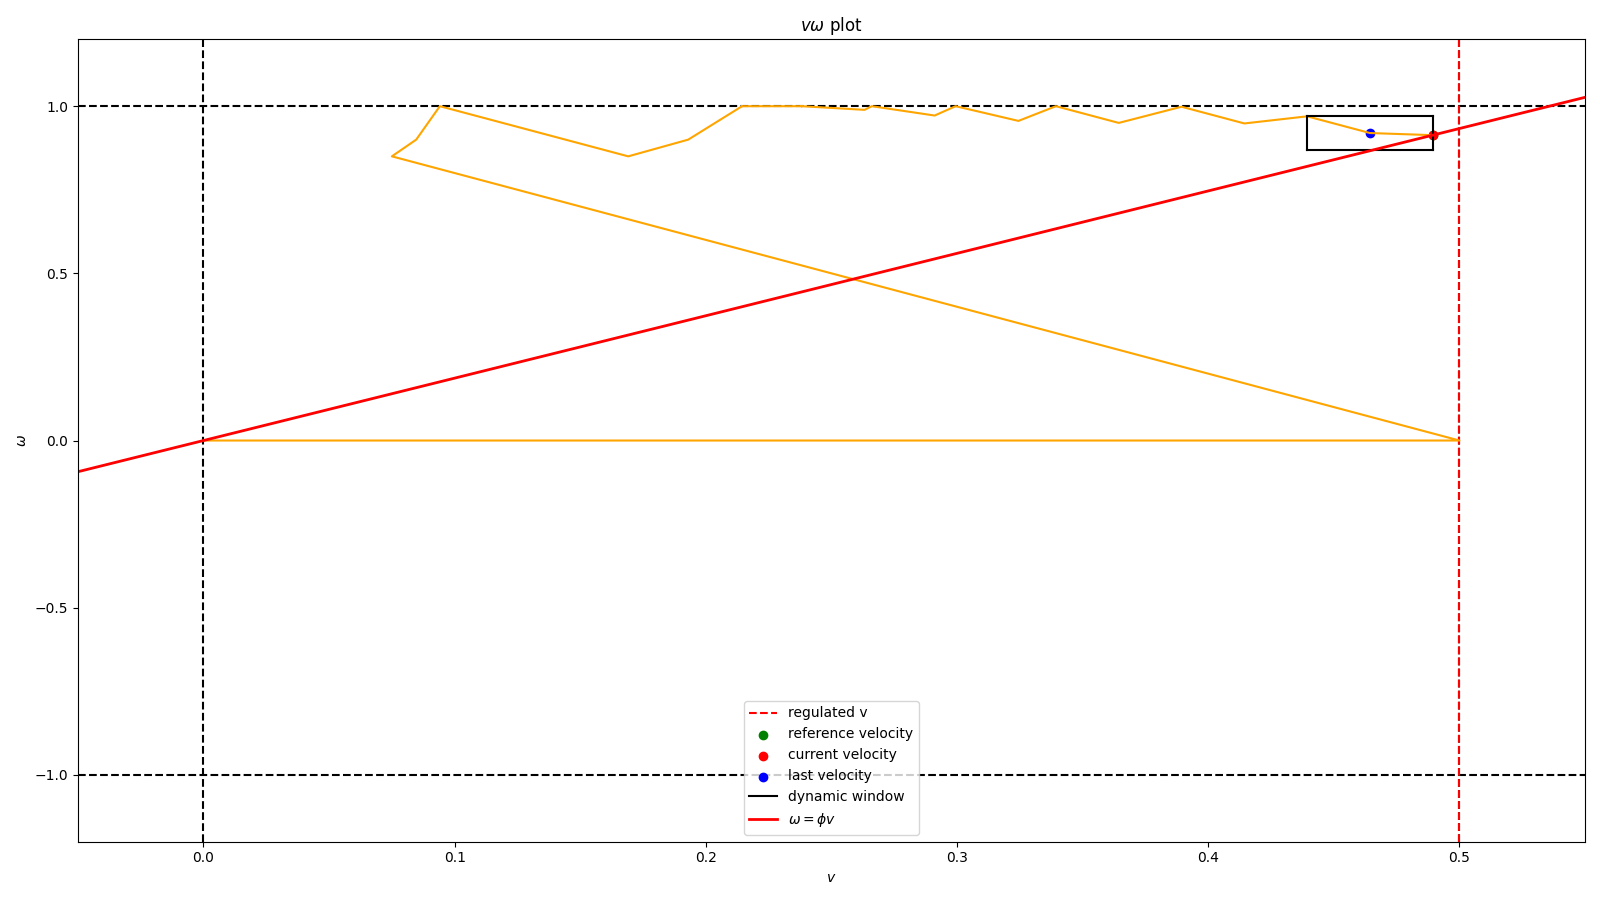 vω plot
1.0
0.5
0.0
−0.5
−1.0
ω
0.0 0.1 0.2 0.3 0.4 0.5
v
regulated v
reference velocity
current velocity
last velocity
dynamic window
ω = ϕv